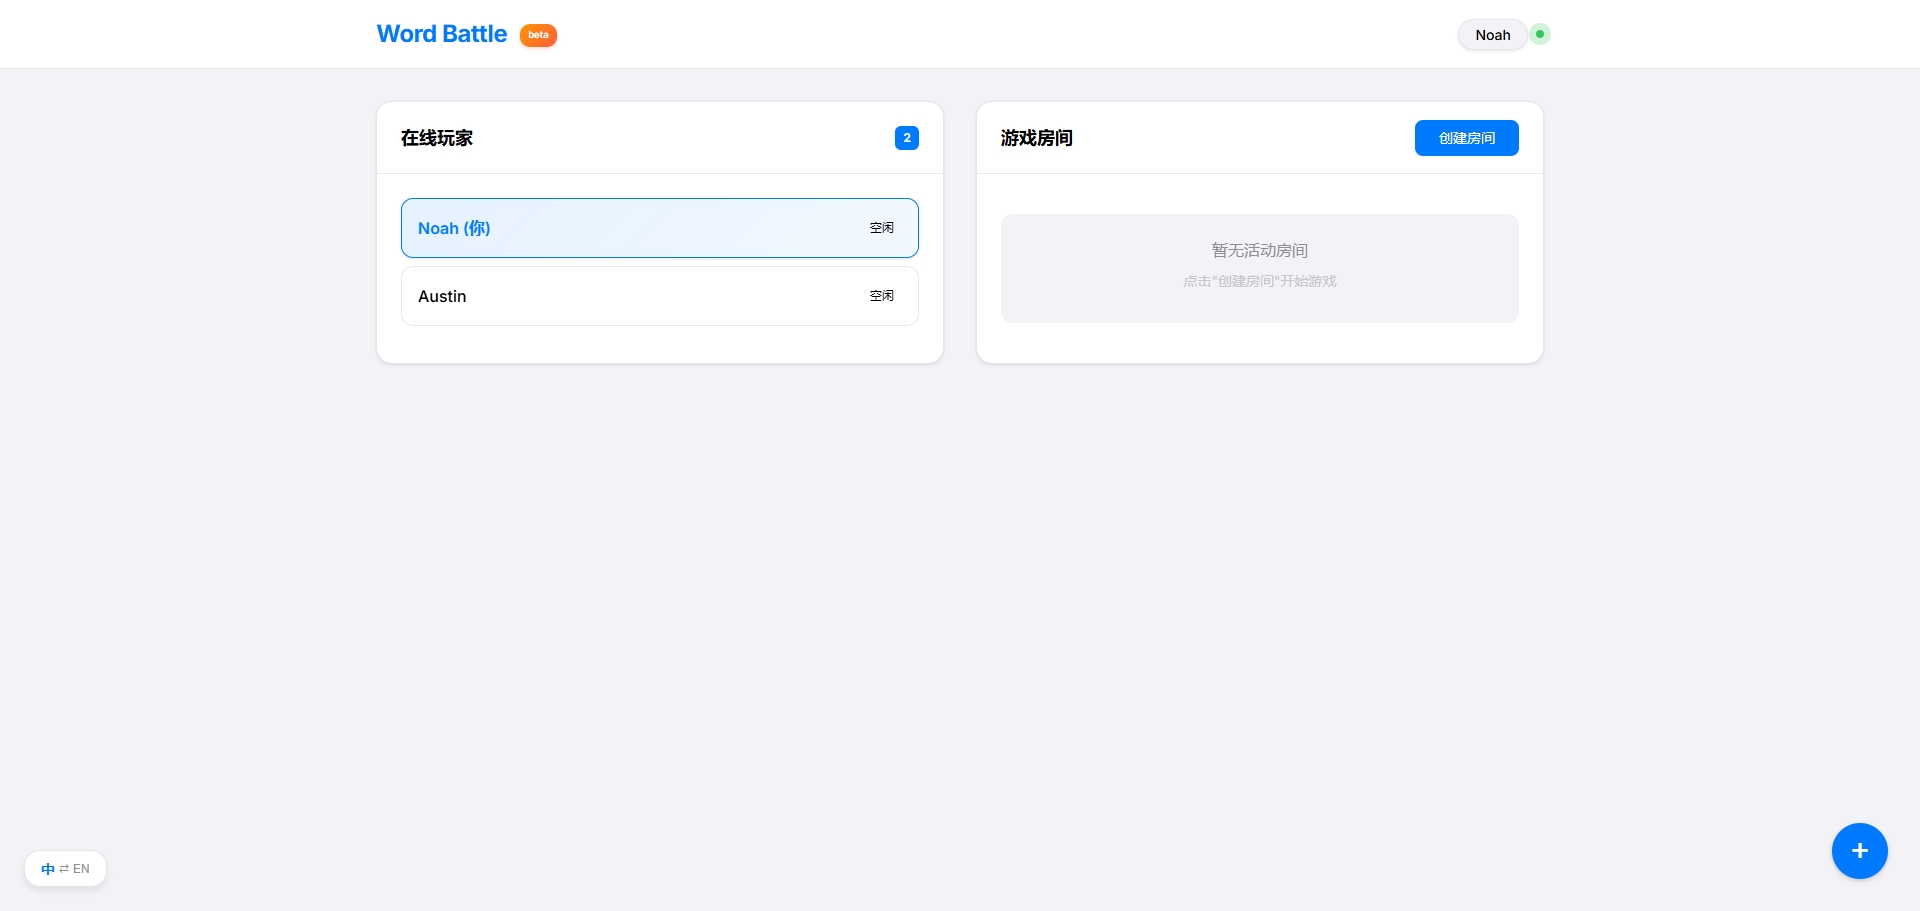 Word Battle beta
Noah
在线玩家
2
Noah (你)
空闲
Austin
空闲
游戏房间
创建房间
暂无活动房间
点击"创建房间"开始游戏
中 ⇄ EN
+